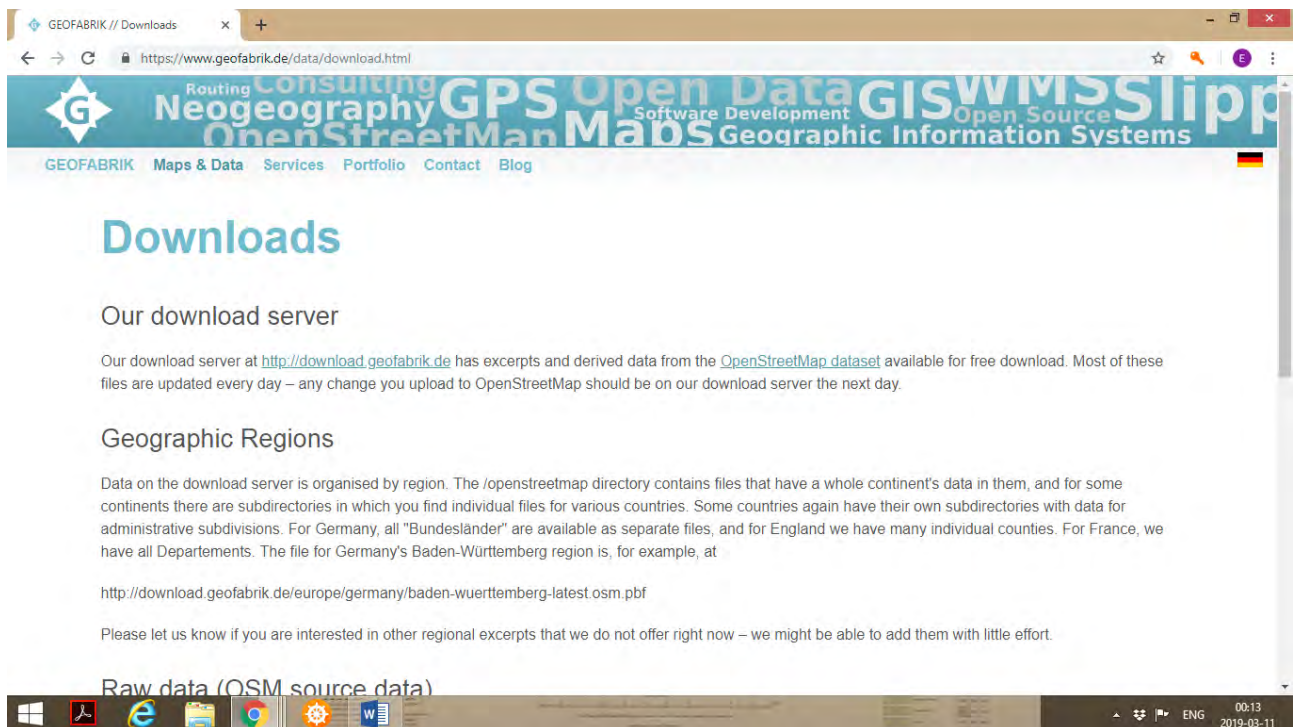 GEOFABRIK // Downloads
https://www.geofabrik.de/data/download.html
E
G
Routing Consulting Neogeography GPS Open Data GIS WMS Slipp
OpenStreetMap Maps Software Development Open Source Geographic Information Systems
GEOFABRIK Maps & Data Services Portfolio Contact Blog
Downloads
Our download server
Our download server at http://download.geofabrik.de has excerpts and derived data from the OpenStreetMap dataset available for free download. Most of these
files are updated every day – any change you upload to OpenStreetMap should be on our download server the next day.
Geographic Regions
Data on the download server is organised by region. The /openstreetmap directory contains files that have a whole continent's data in them, and for some
continents there are subdirectories in which you find individual files for various countries. Some countries again have their own subdirectories with data for
administrative subdivisions. For Germany, all "Bundesländer" are available as separate files, and for England we have many individual counties. For France, we
have all Departements. The file for Germany's Baden-Württemberg region is, for example, at
http://download.geofabrik.de/europe/germany/baden-wuerttemberg-latest.osm.pbf
Please let us know if you are interested in other regional excerpts that we do not offer right now – we might be able to add them with little effort.
Raw data (OSM source data)
ENG
00:13
2019-03-11